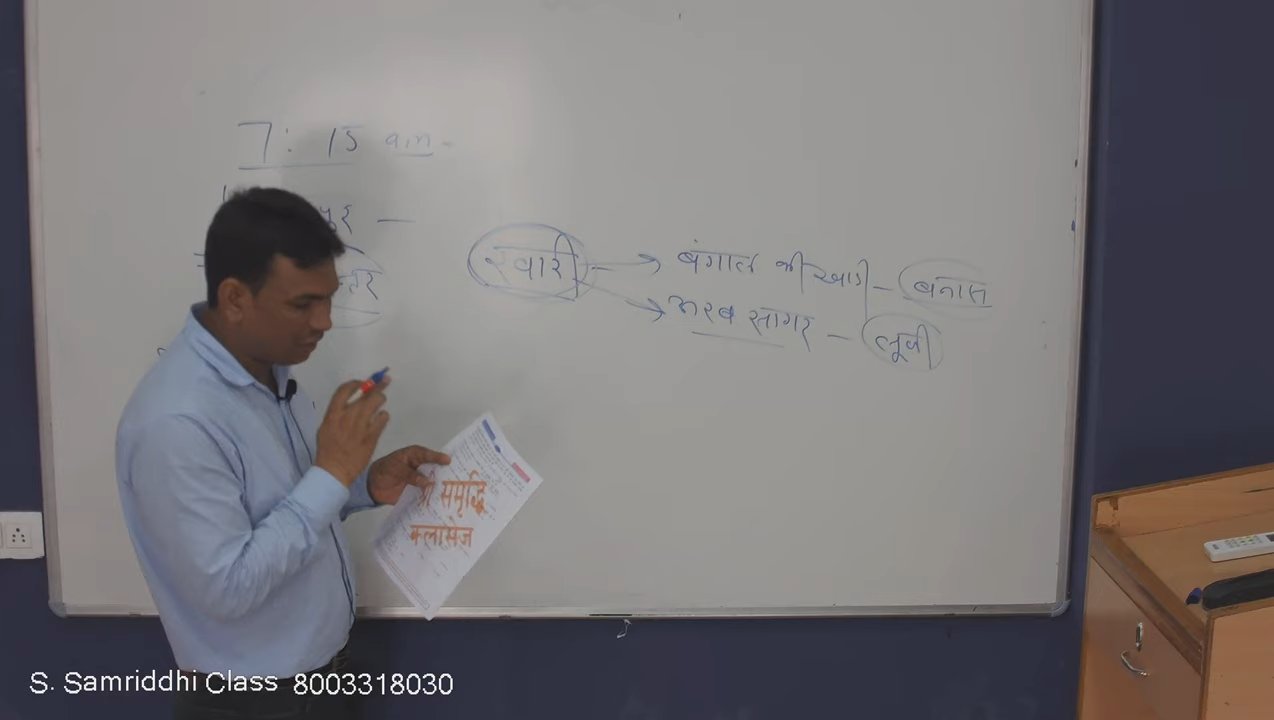 7:15 am
खारी → बंगाल की खाडी - बनास
→ अरब सागर - लूनी
श्री समृद्धि
क्लासेज
S. Samriddhi Class 8003318030